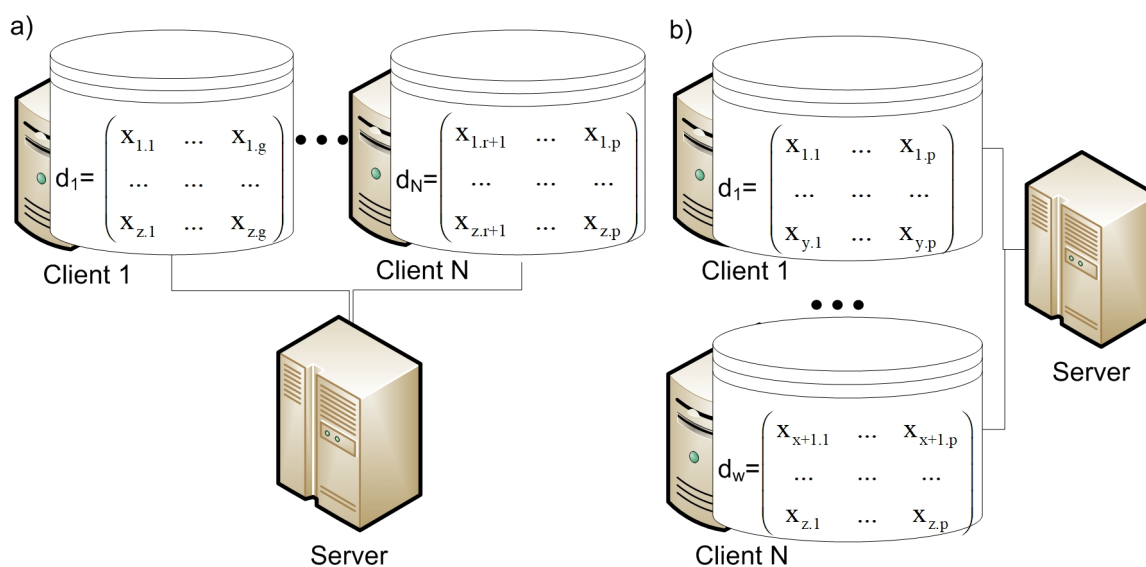 a)
x1.1 ... x1.g
d1= ... ... ...
xz.1 ... xz.g
Client 1
x1.r+1 ... x1.p
dN= ... ... ...
xz.r+1 ... xz.p
Client N
Server
b)
x1.1 ... x1.p
d1= ... ... ...
xy.1 ... xy.p
Client 1
xx+1.1 ... xx+1.p
dw= ... ... ...
xz.1 ... xz.p
Client N
Server